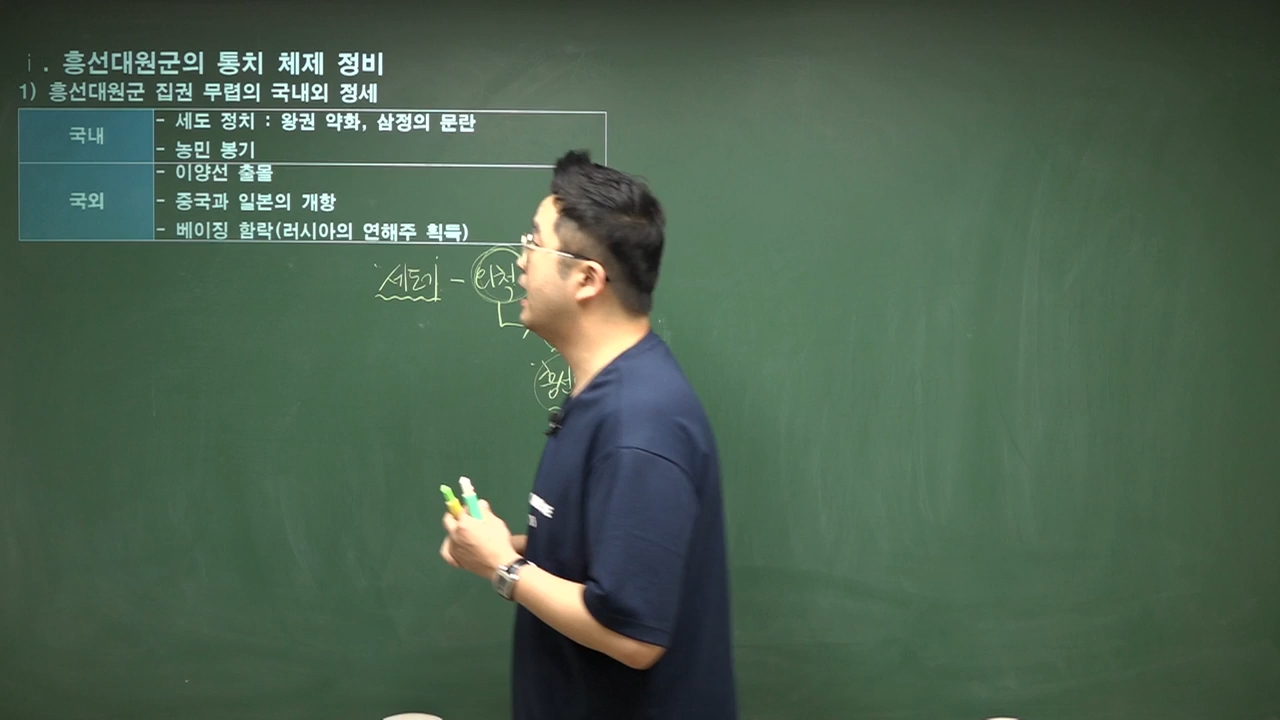 i. 흥선대원군의 통치 체제 정비
1) 흥선대원군 집권 무렵의 국내외 정세
국내
- 세도 정치 : 왕권 약화, 삼정의 문란
- 농민 봉기
국외
- 이양선 출몰
- 중국과 일본의 개항
- 베이징 함락(러시아의 연해주 획득)
세도가 - 외척
흥선